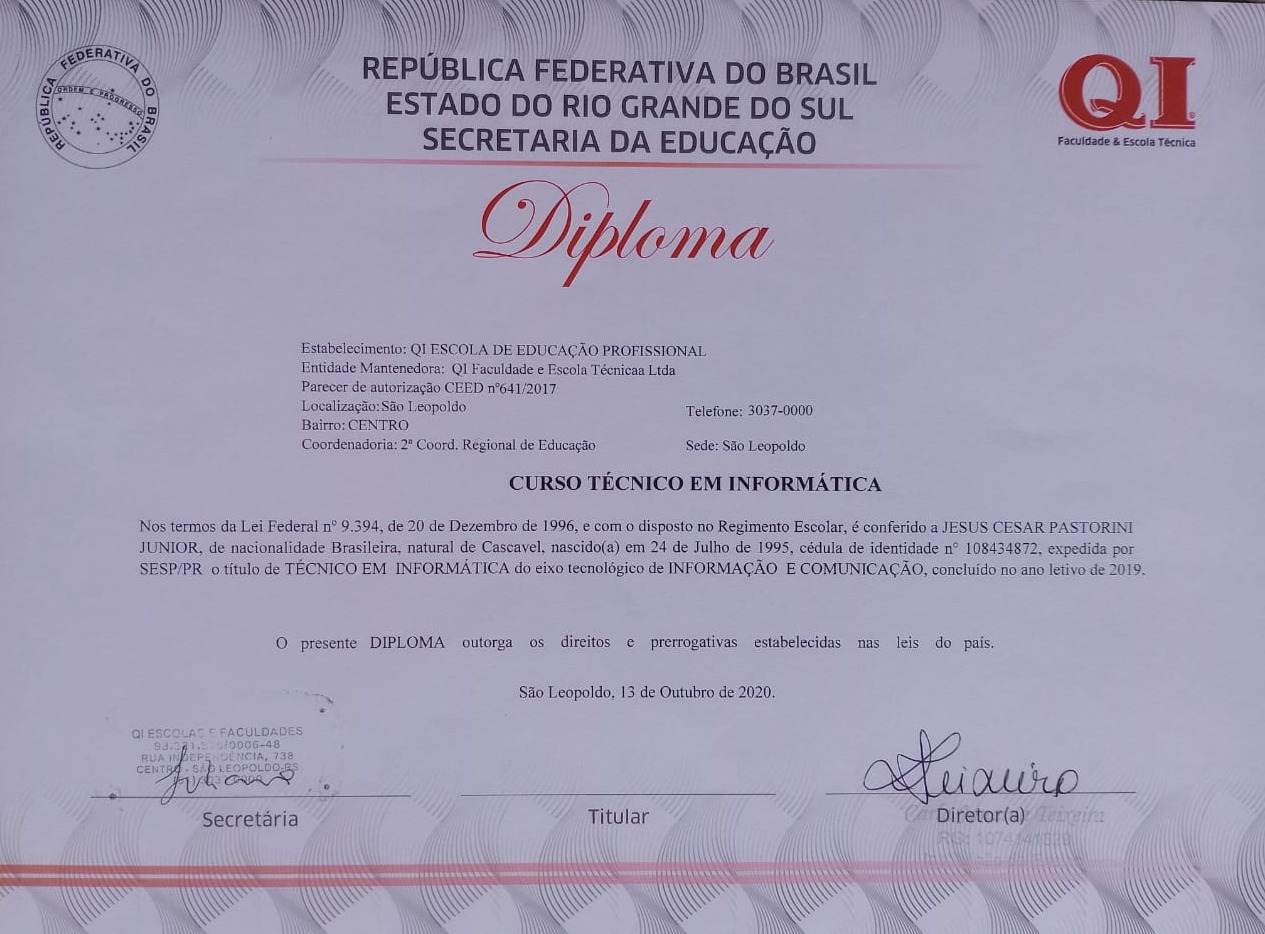 REPÚBLICA FEDERATIVA DO BRASIL
ORDEM E PROGRESSO
REPÚBLICA FEDERATIVA DO BRASIL
ESTADO DO RIO GRANDE DO SUL
SECRETARIA DA EDUCAÇÃO
QI
Faculdade & Escola Técnica
Diploma
Estabelecimento: QI ESCOLA DE EDUCAÇÃO PROFISSIONAL
Entidade Mantenedora: QI Faculdade e Escola Técnicaa Ltda
Parecer de autorização CEED nº641/2017
Localização:São Leopoldo
Telefone: 3037-0000
Bairro: CENTRO
Coordenadoria: 2ª Coord. Regional de Educação
Sede: São Leopoldo
CURSO TÉCNICO EM INFORMÁTICA
Nos termos da Lei Federal nº 9.394, de 20 de Dezembro de 1996, e com o disposto no Regimento Escolar, é conferido a JESUS CESAR PASTORINI
JUNIOR, de nacionalidade Brasileira, natural de Cascavel, nascido(a) em 24 de Julho de 1995, cédula de identidade nº 108434872, expedida por
SESP/PR o título de TÉCNICO EM INFORMÁTICA do eixo tecnológico de INFORMAÇÃO E COMUNICAÇÃO, concluído no ano letivo de 2019.
O presente DIPLOMA outorga os direitos e prerrogativas estabelecidas nas leis do país.
São Leopoldo, 13 de Outubro de 2020.
QI ESCOLAS E FACULDADES
/0006-48
RUA INDEPENDÊNCIA, 738
CENTRO - SÃO LEOPOLDO-RS
Secretária
Titular
Diretor(a)
Teixeira